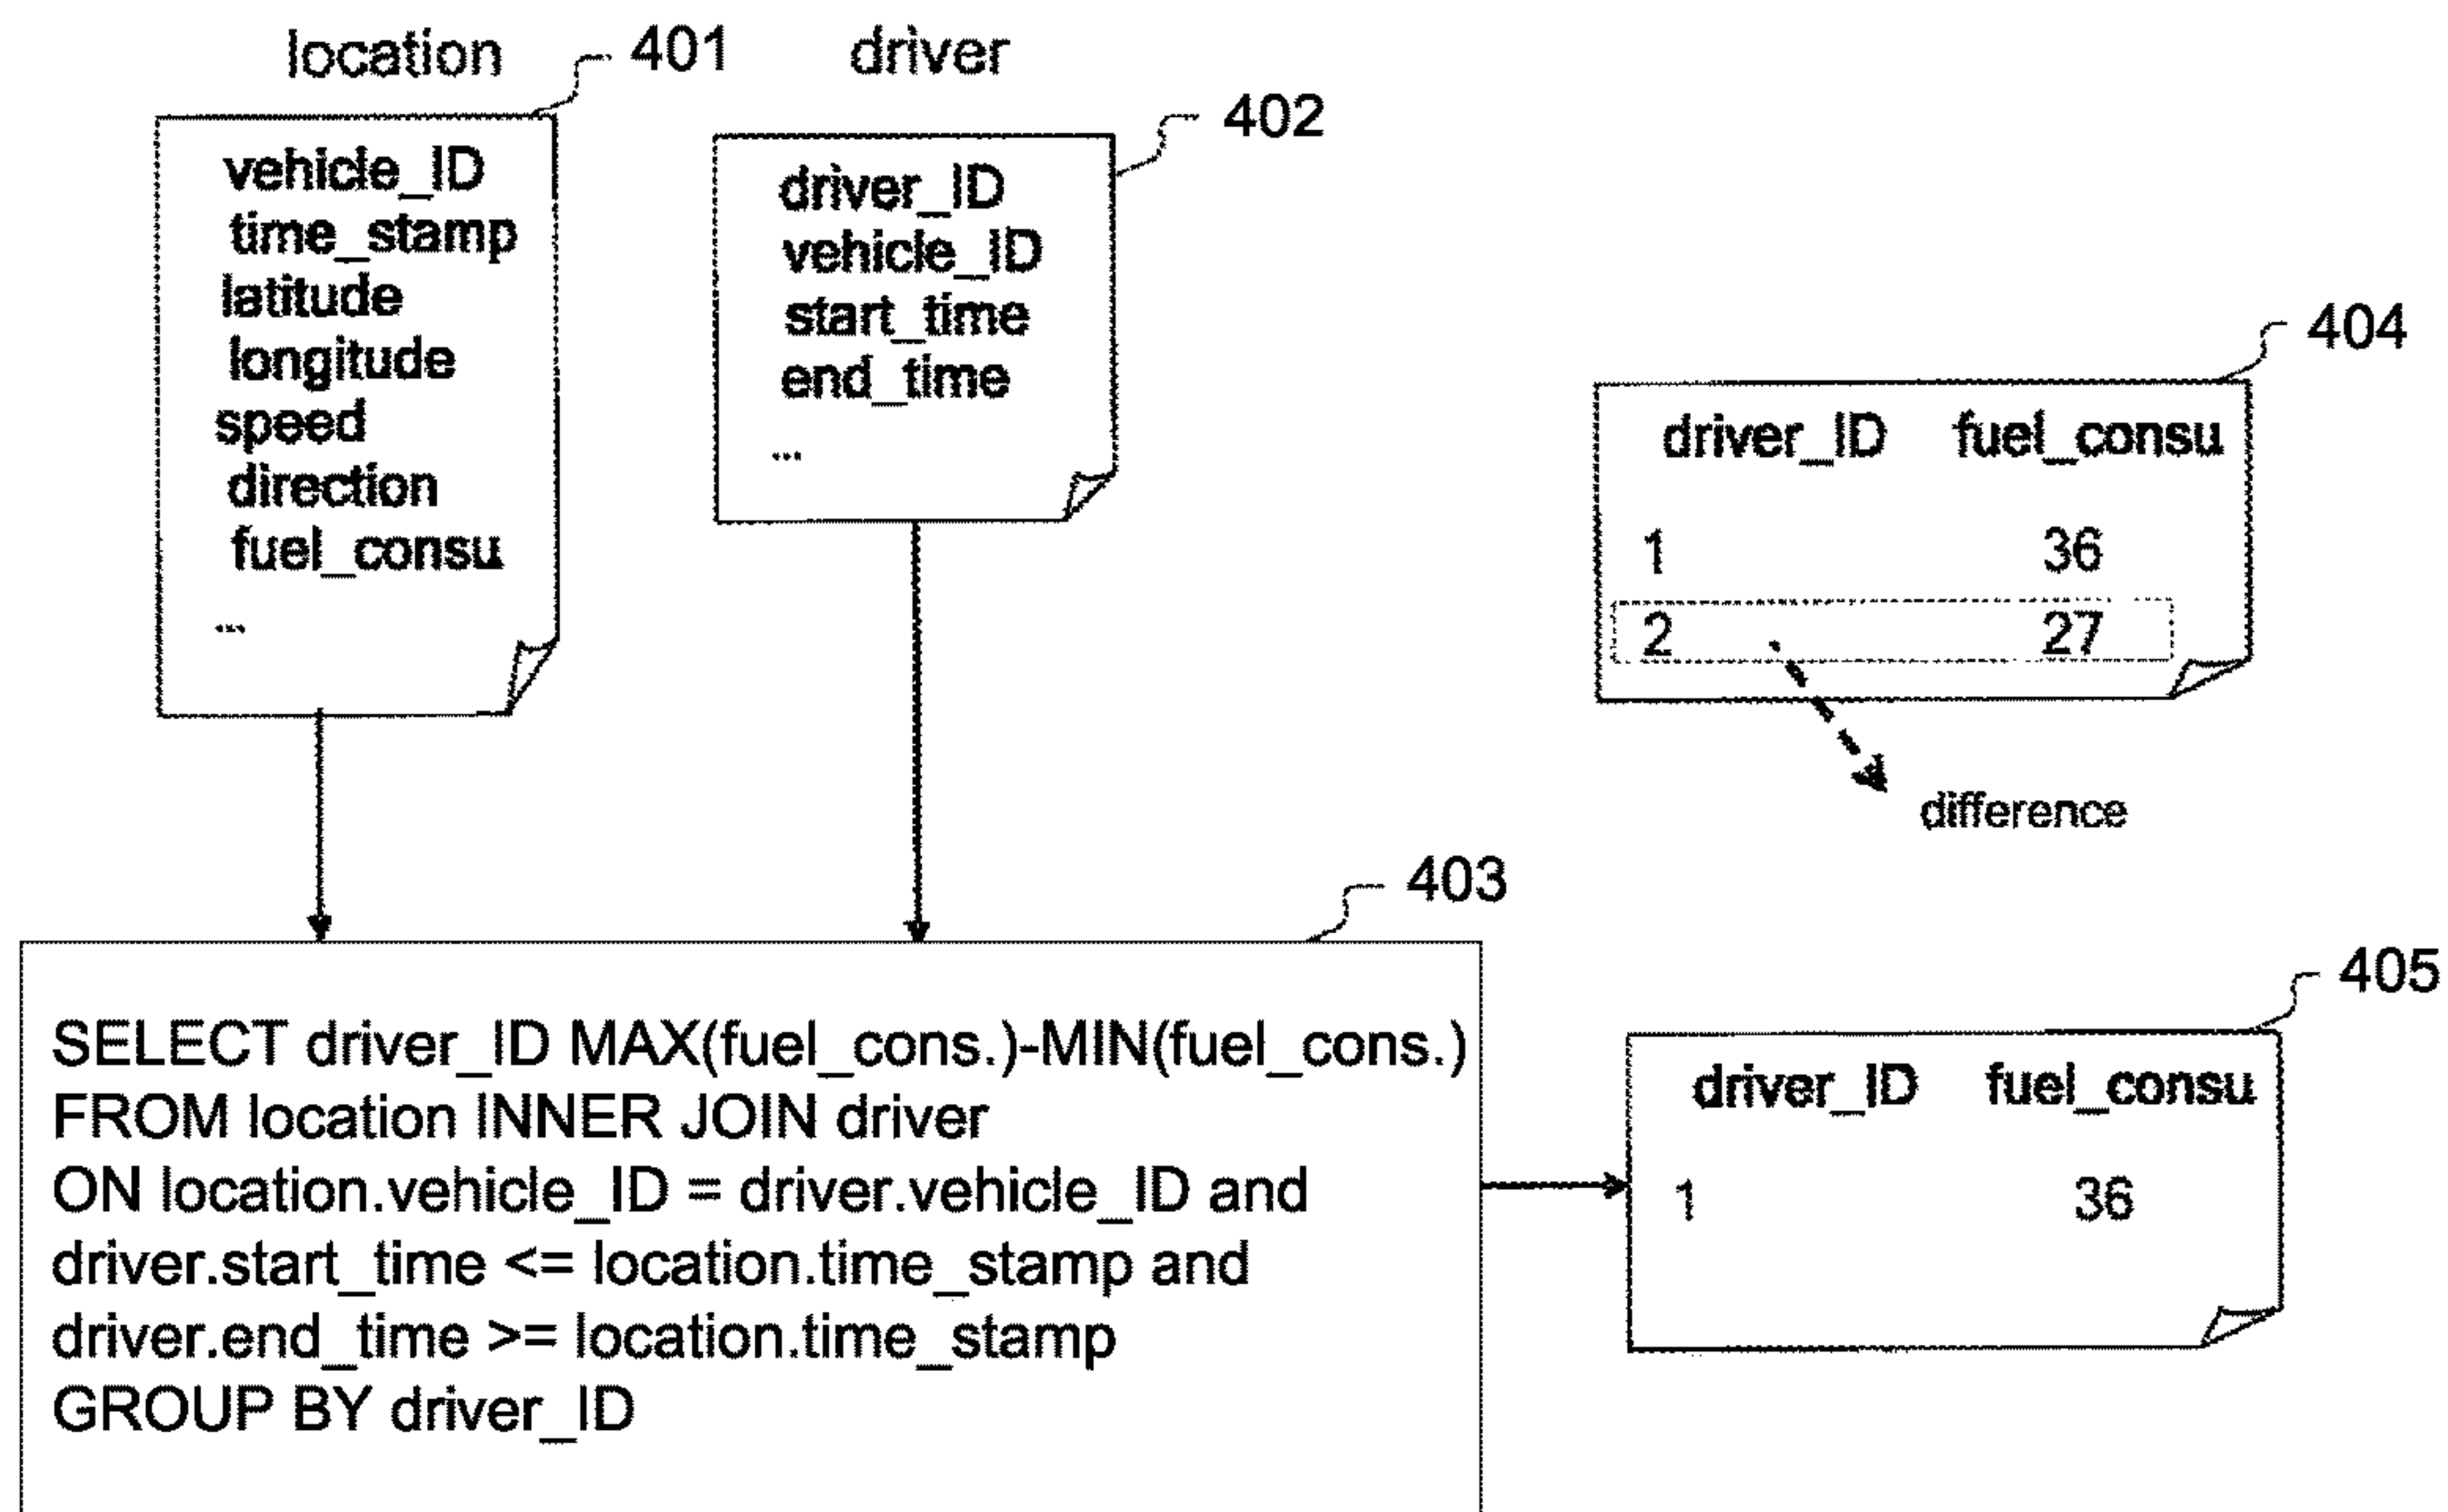 location
401
vehicle_ID
time_stamp
latitude
longitude
speed
direction
fuel_consu
...
driver
402
driver_ID
vehicle_ID
start_time
end_time
...
404
driver_ID fuel_consu
1 36
2 27
difference
403
SELECT driver_ID MAX(fuel_cons.)-MIN(fuel_cons.)
FROM location INNER JOIN driver
ON location.vehicle_ID = driver.vehicle_ID and
driver.start_time <= location.time_stamp and
driver.end_time >= location.time_stamp
GROUP BY driver_ID
405
driver_ID fuel_consu
1 36